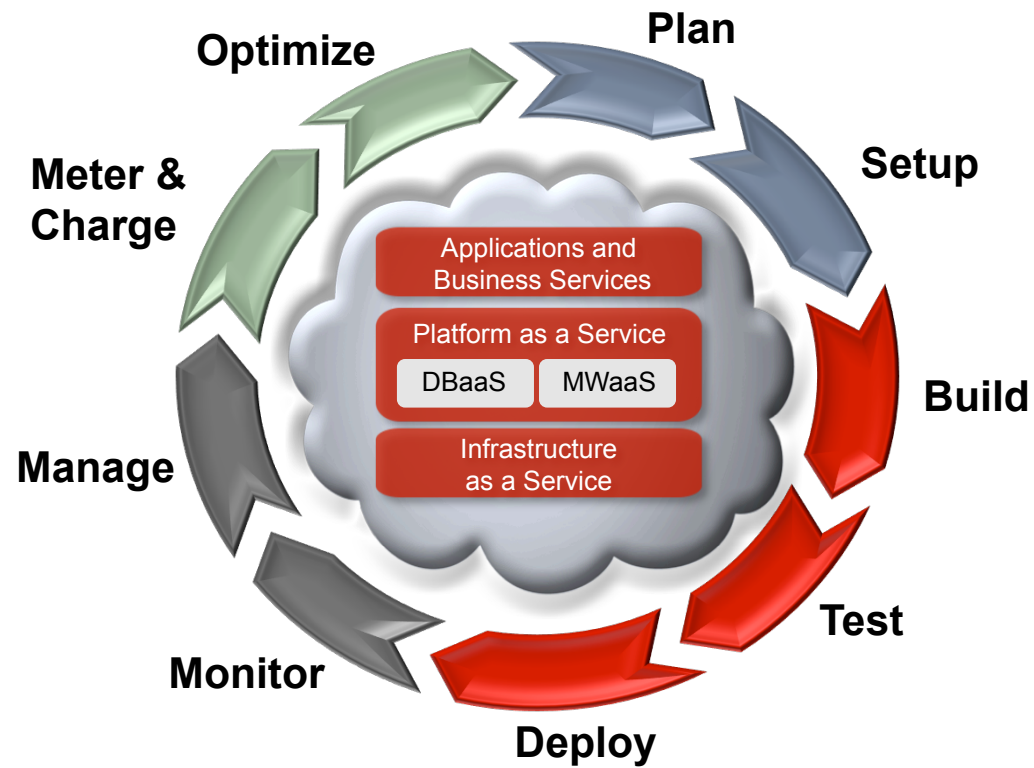 Plan
Optimize
Setup
Meter &
Charge
Applications and
Business Services
Platform as a Service
DBaaS
MWaaS
Build
Infrastructure
as a Service
Manage
Test
Monitor
Deploy